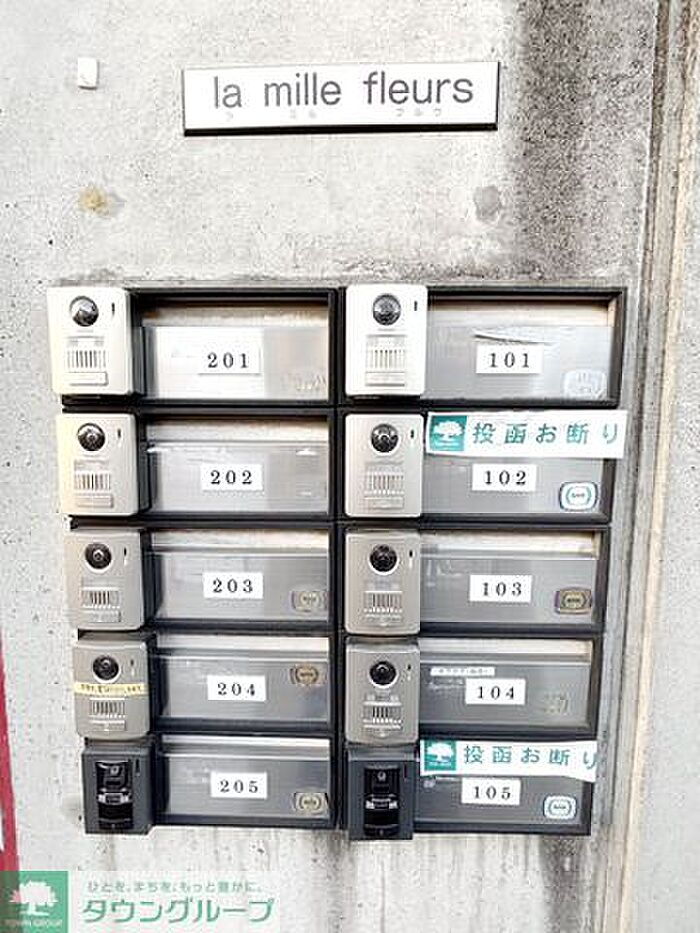 la mille fleurs
ラ ミル フルウ
201
101
投函お断り
202
102
203
103
204
104
投函お断り
205
105
ひとを、まちを、もっと豊かに。
タウングループ
TOWN GROUP